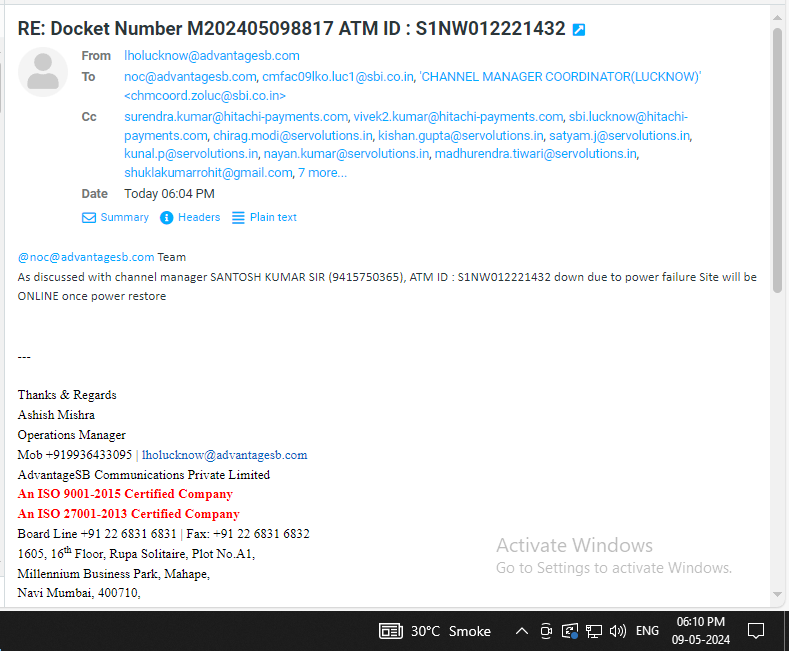 RE: Docket Number M202405098817 ATM ID : S1NW012221432
From lholucknow@advantagesb.com
To noc@advantagesb.com, cmfac09lko.luc1@sbi.co.in, 'CHANNEL MANAGER COORDINATOR(LUCKNOW)'
<chmcoord.zoluc@sbi.co.in>
Cc surendra.kumar@hitachi-payments.com, vivek2.kumar@hitachi-payments.com, sbi.lucknow@hitachi-
payments.com, chirag.modi@servolutions.in, kishan.gupta@servolutions.in, satyam.j@servolutions.in,
kunal.p@servolutions.in, nayan.kumar@servolutions.in, madhurendra.tiwari@servolutions.in,
shuklakumarrohit@gmail.com, 7 more...
Date Today 06:04 PM
Summary Headers Plain text
@noc@advantagesb.com Team
As discussed with channel manager SANTOSH KUMAR SIR (9415750365), ATM ID : S1NW012221432 down due to power failure Site will be
ONLINE once power restore
---
Thanks & Regards
Ashish Mishra
Operations Manager
Mob +919936433095 | lholucknow@advantagesb.com
AdvantageSB Communications Private Limited
An ISO 9001-2015 Certified Company
An ISO 27001-2013 Certified Company
Board Line +91 22 6831 6831 | Fax: +91 22 6831 6832
1605, 16th Floor, Rupa Solitaire, Plot No.A1,
Millennium Business Park, Mahape,
Navi Mumbai, 400710,
Activate Windows
Go to Settings to activate Windows.
30°C Smoke ENG 06:10 PM
09-05-2024